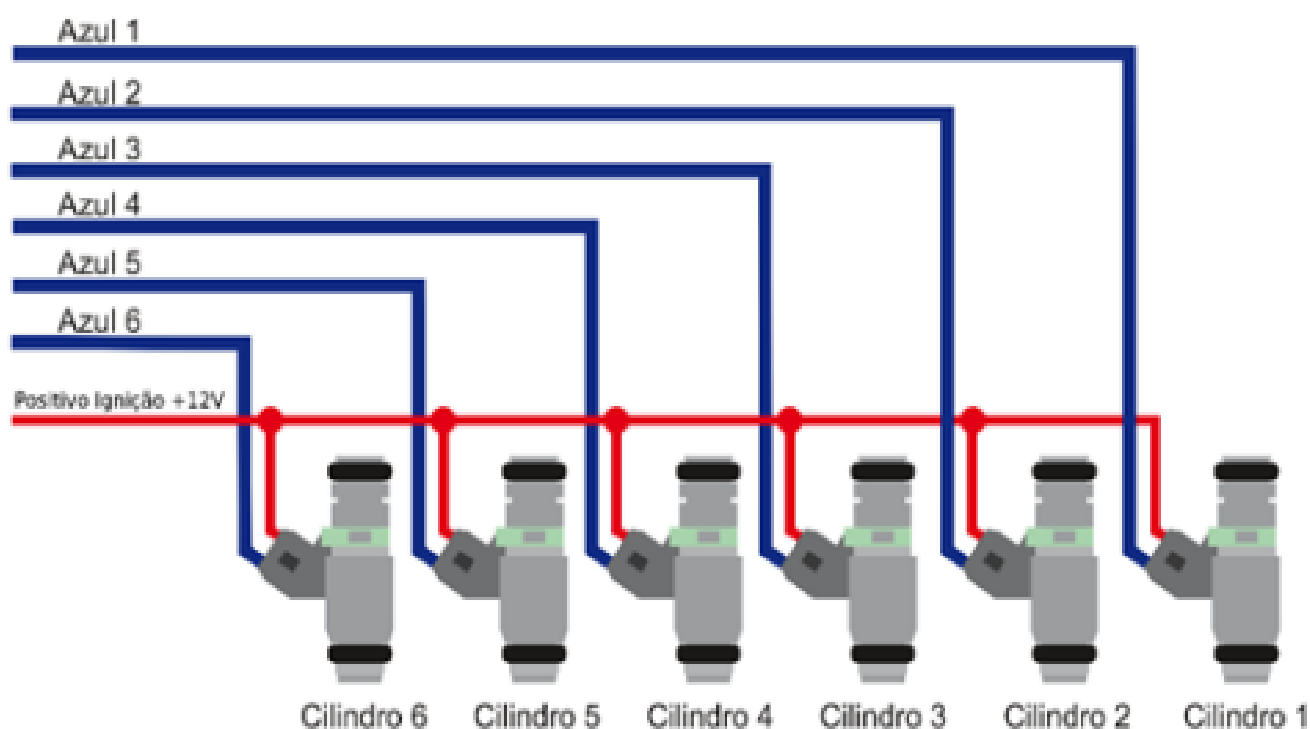 Azul 1
Azul 2
Azul 3
Azul 4
Azul 5
Azul 6
Positivo Ignição +12V
Cilindro 6
Cilindro 5
Cilindro 4
Cilindro 3
Cilindro 2
Cilindro 1